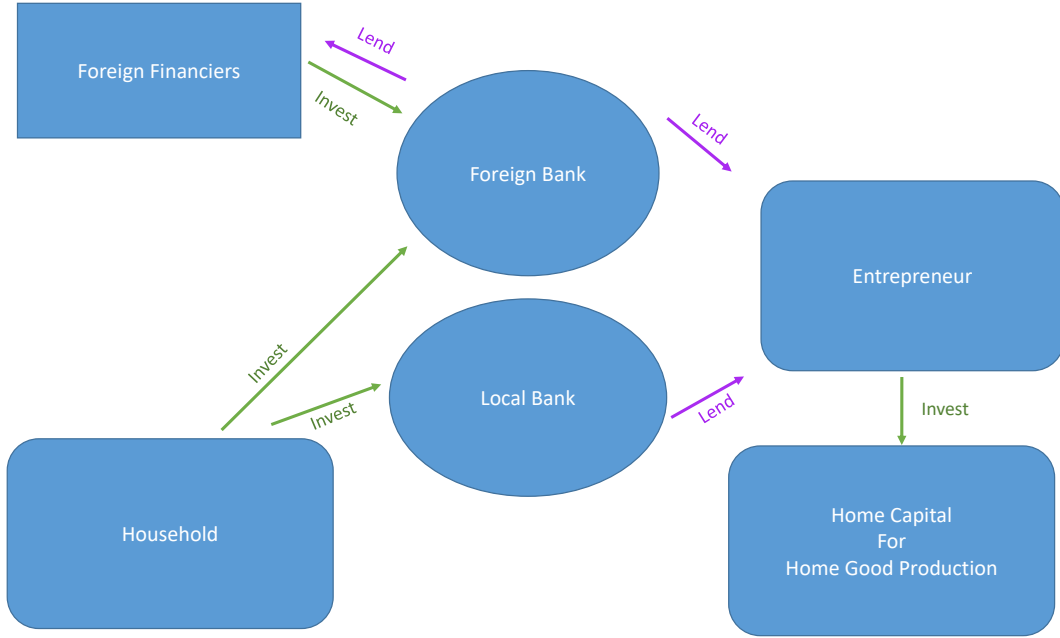 Foreign Financiers
Lend
Invest
Foreign Bank
Lend
Entrepreneur
Invest
Invest
Local Bank
Lend
Invest
Household
Home Capital
For
Home Good Production